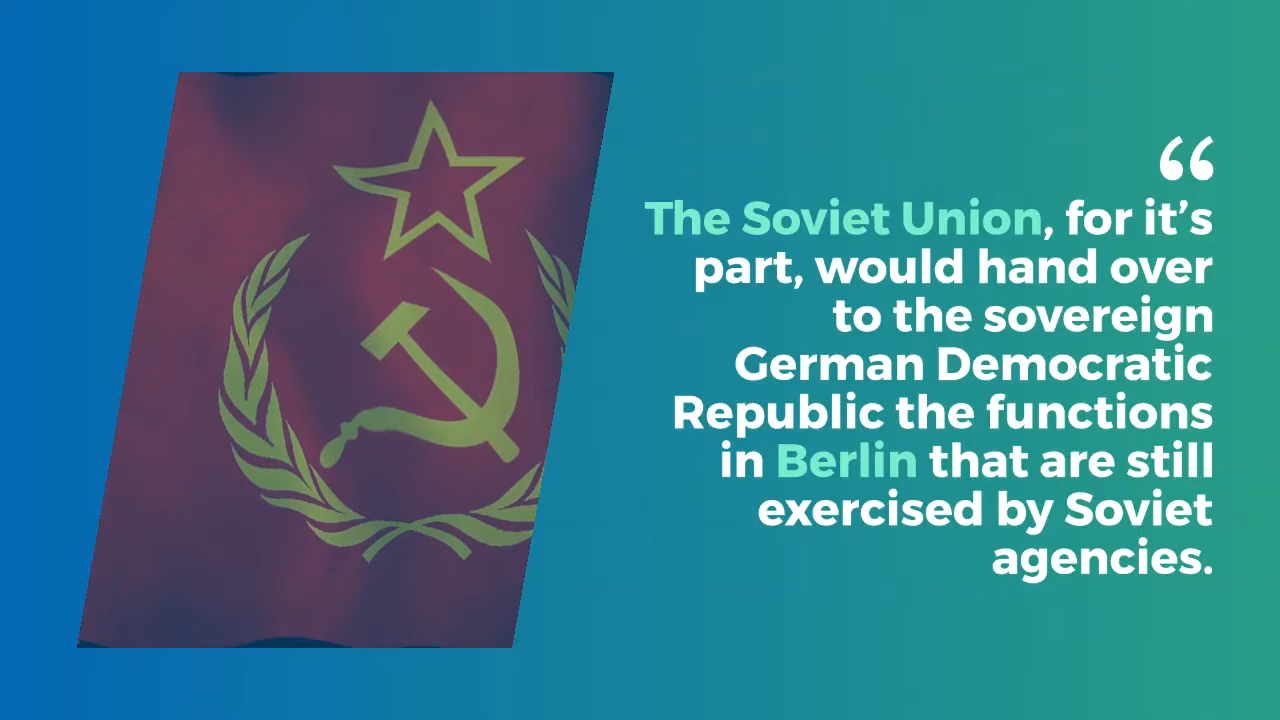 “
The Soviet Union, for it’s
part, would hand over
to the sovereign
German Democratic
Republic the functions
in Berlin that are still
exercised by Soviet
agencies.